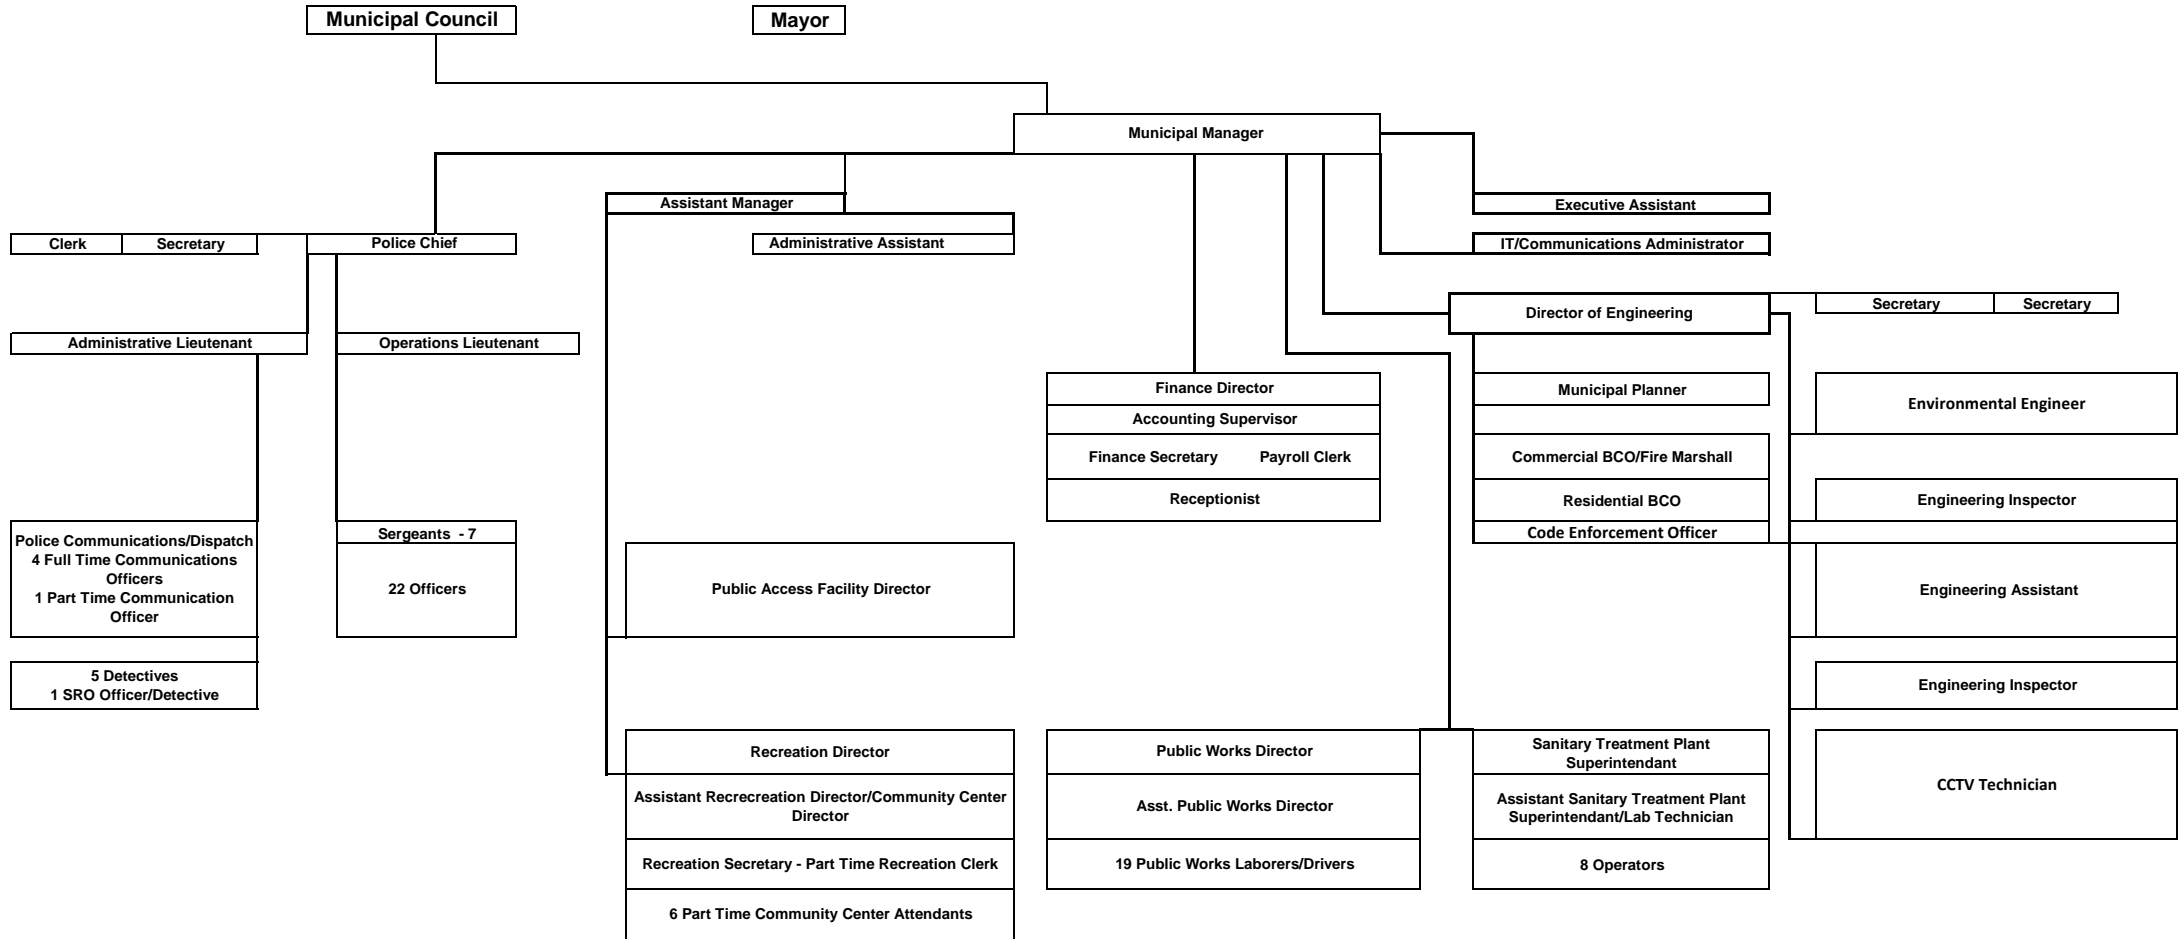 Municipal Council
Mayor
Municipal Manager
Assistant Manager
Executive Assistant
Clerk
Secretary
Police Chief
Administrative Assistant
IT/Communications Administrator
Director of Engineering
Secretary
Secretary
Administrative Lieutenant
Operations Lieutenant
Finance Director
Municipal Planner
Environmental Engineer
Accounting Supervisor
Finance Secretary
Payroll Clerk
Commercial BCO/Fire Marshall
Receptionist
Residential BCO
Engineering Inspector
Police Communications/Dispatch
4 Full Time Communications
Officers
1 Part Time Communication
Officer
Sergeants - 7
22 Officers
Code Enforcement Officer
Public Access Facility Director
Engineering Assistant
5 Detectives
1 SRO Officer/Detective
Engineering Inspector
Recreation Director
Public Works Director
Sanitary Treatment Plant
Superintendant
CCTV Technician
Assistant Recrecreation Director/Community Center
Director
Asst. Public Works Director
Assistant Sanitary Treatment Plant
Superintendant/Lab Technician
Recreation Secretary - Part Time Recreation Clerk
19 Public Works Laborers/Drivers
8 Operators
6 Part Time Community Center Attendants